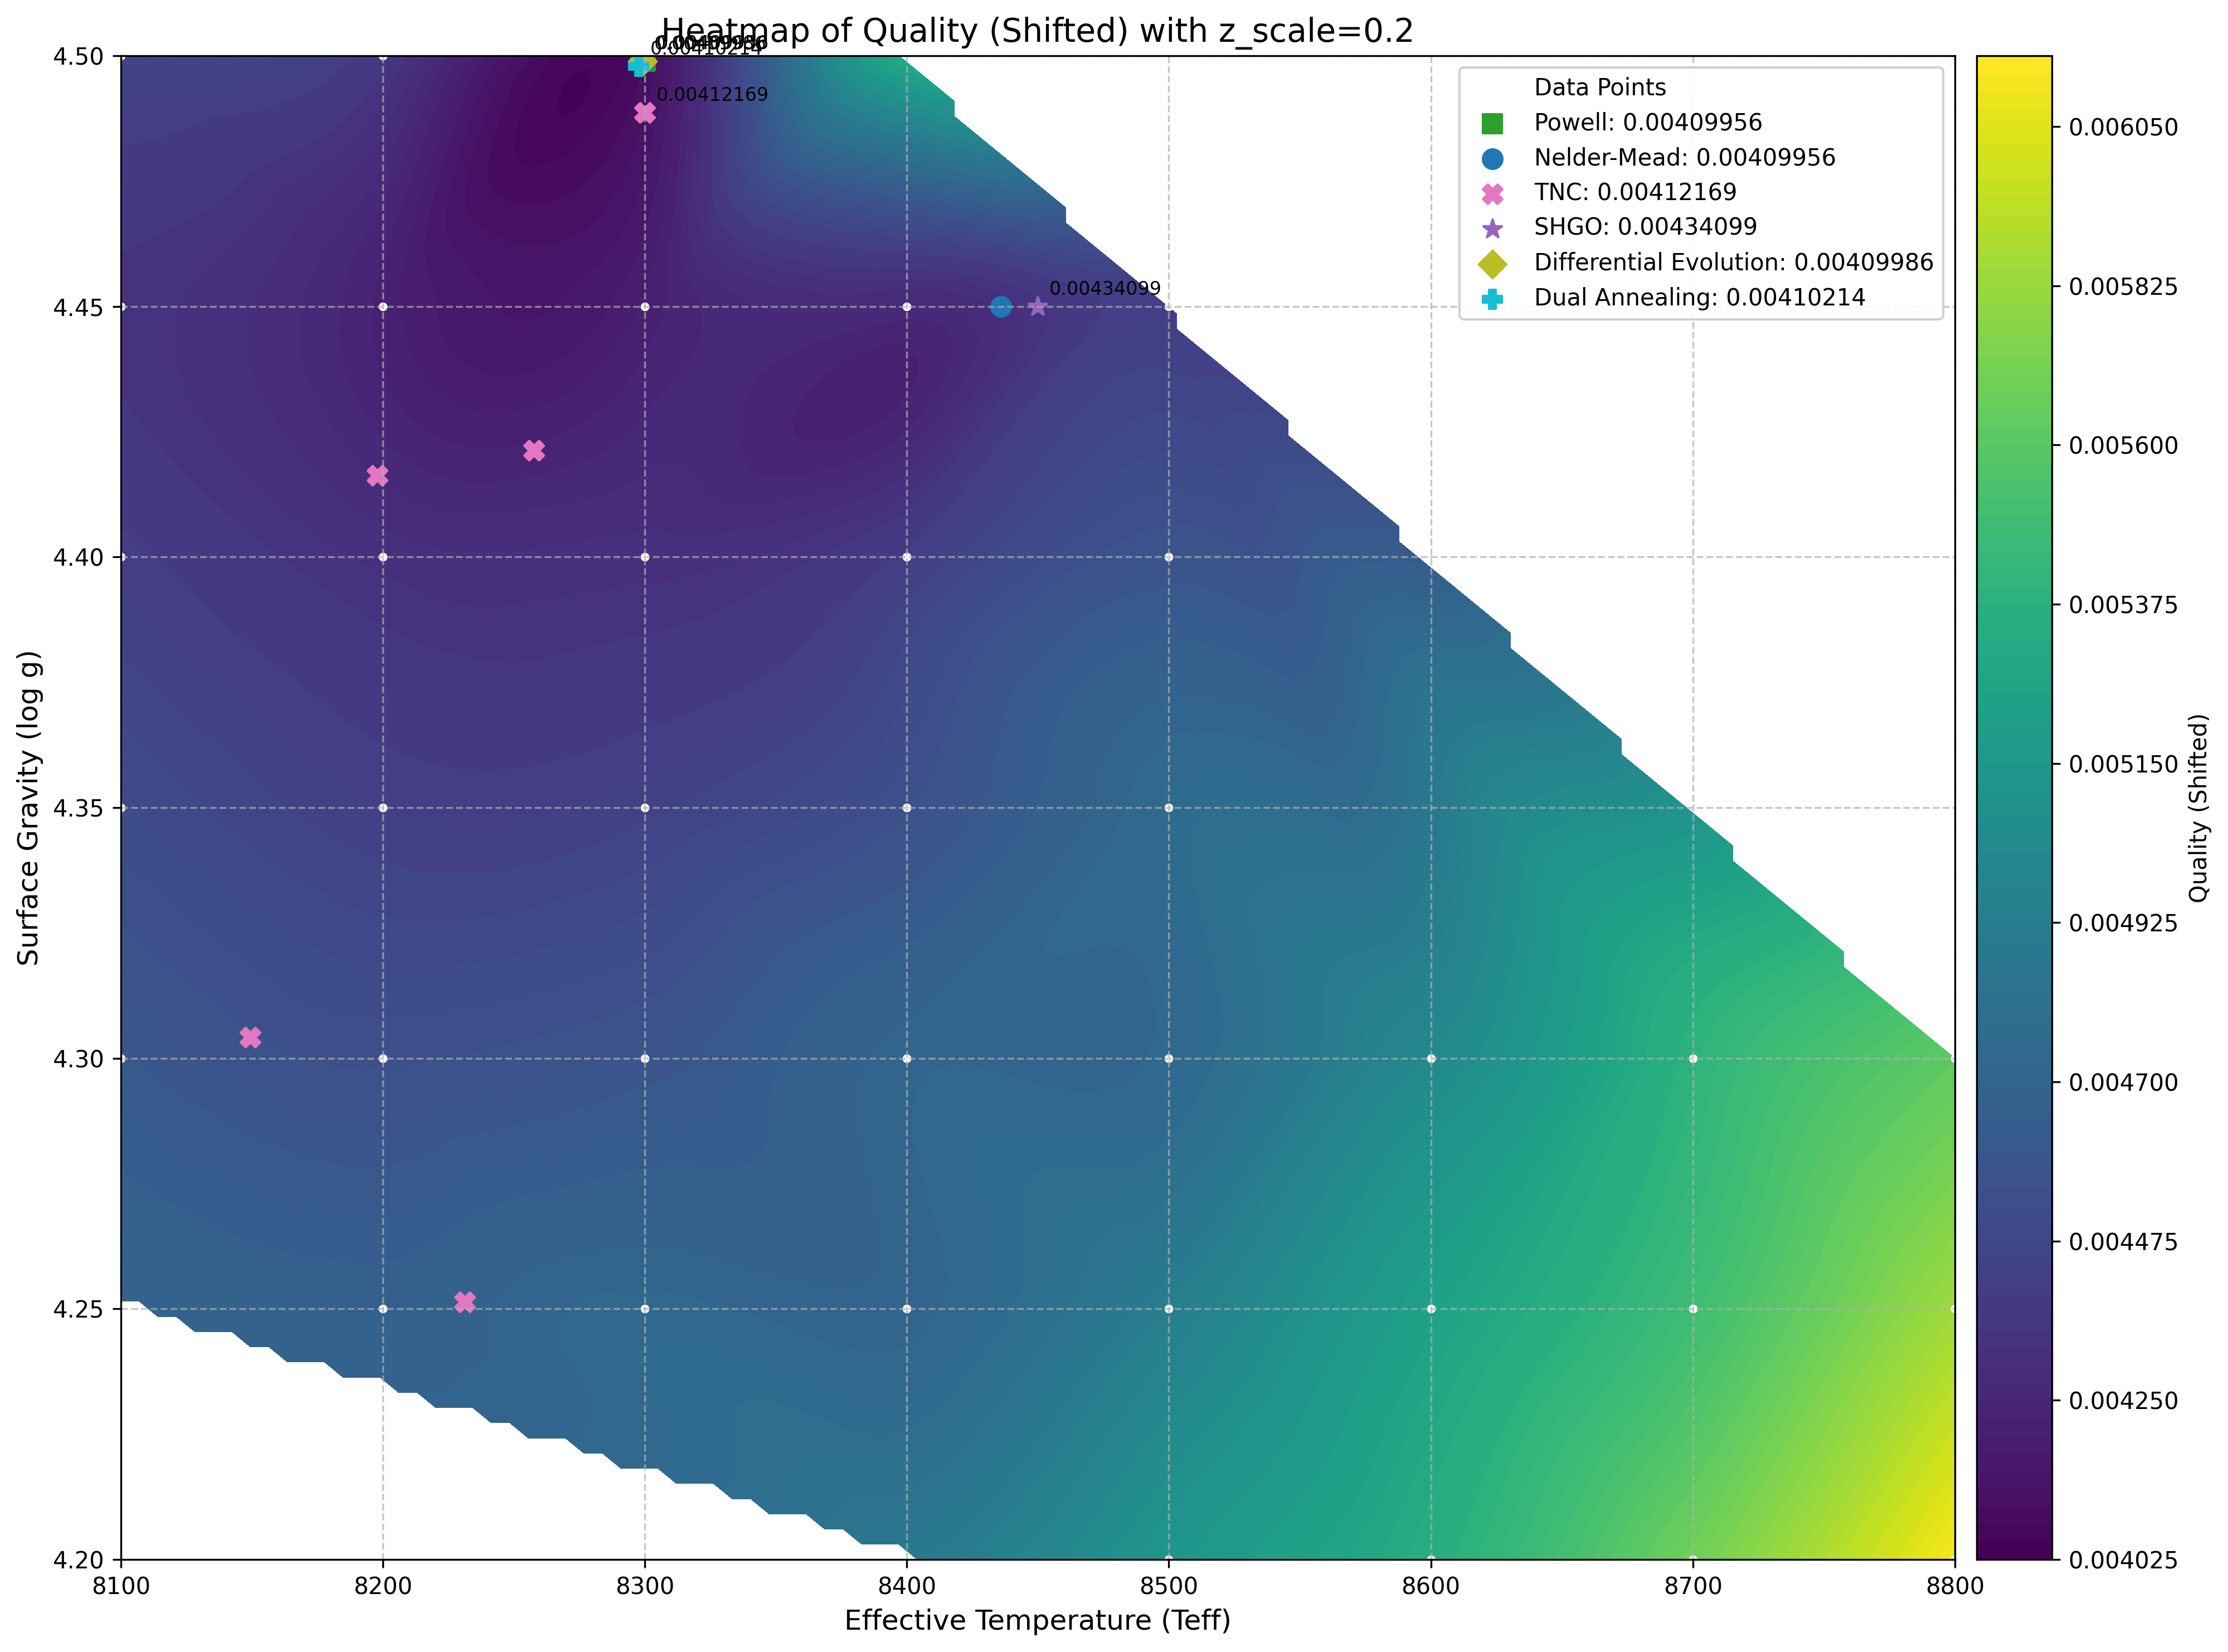 Heatmap of Quality (Shifted) with z_scale=0.2
0.00410214
0.00412169
0.00434099
Data Points
Powell: 0.00409956
Nelder-Mead: 0.00409956
TNC: 0.00412169
SHGO: 0.00434099
Differential Evolution: 0.00409986
Dual Annealing: 0.00410214
4.50
4.45
4.40
4.35
4.30
4.25
4.20
Surface Gravity (log g)
8100
8200
8300
8400
8500
8600
8700
8800
Effective Temperature (Teff)
0.006050
0.005825
0.005600
0.005375
0.005150
0.004925
0.004700
0.004475
0.004250
0.004025
Quality (Shifted)